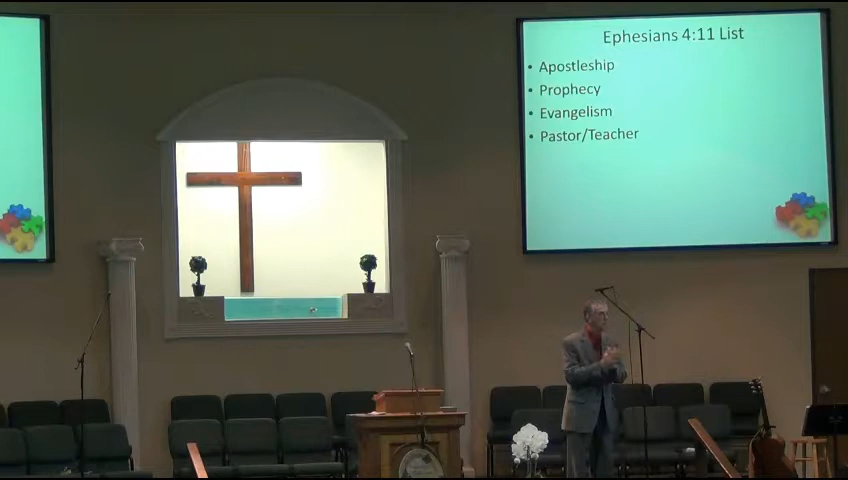 Ephesians 4:11 List
• Apostleship
• Prophecy
• Evangelism
• Pastor/Teacher